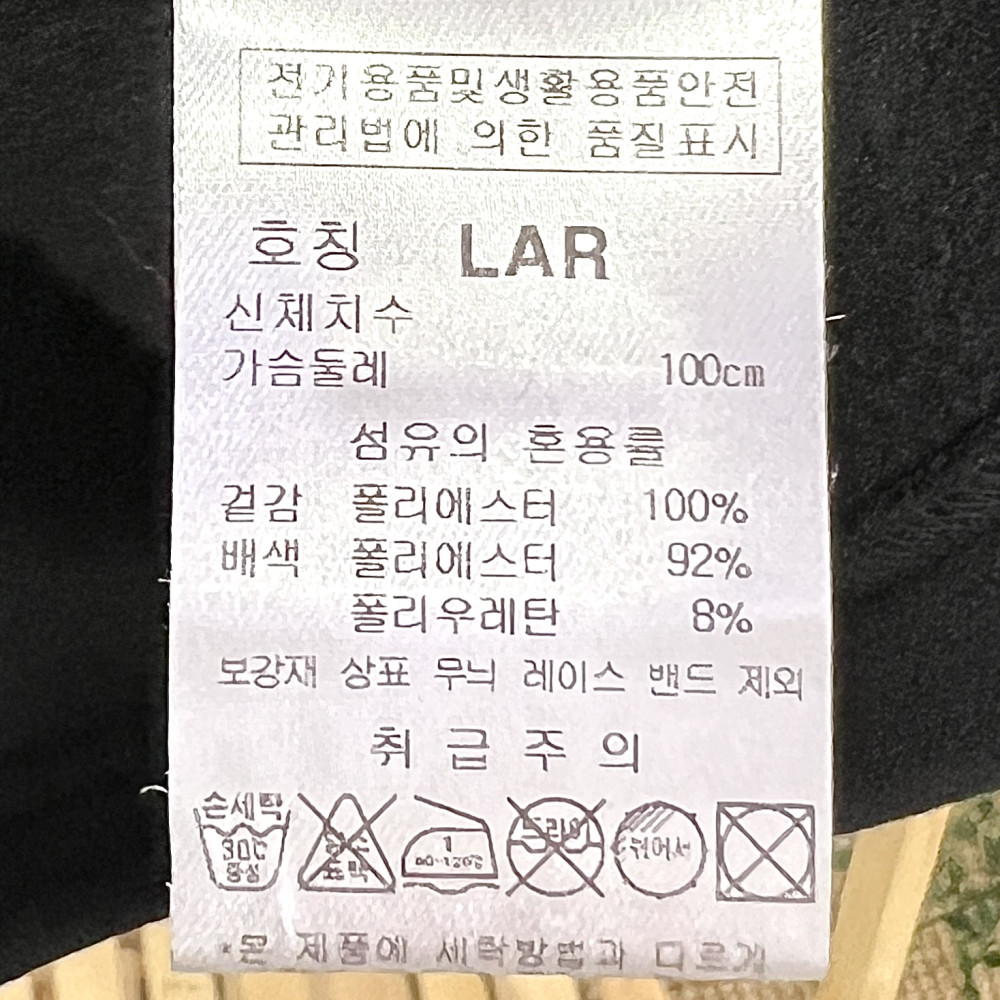 전기용품및생활용품안전
관리법에 의한 품질표시
호칭 LAR
신체치수
가슴둘레 100cm
섬유의 혼용률
겉감 폴리에스터 100%
배색 폴리에스터 92%
폴리우레탄 8%
보강재 상표 무늬 레이스 밴드 제외
취급주의
손세탁
30C
중성
표백
1
드라이
뉘어서
·본 제품에 세탁방법과 다르게